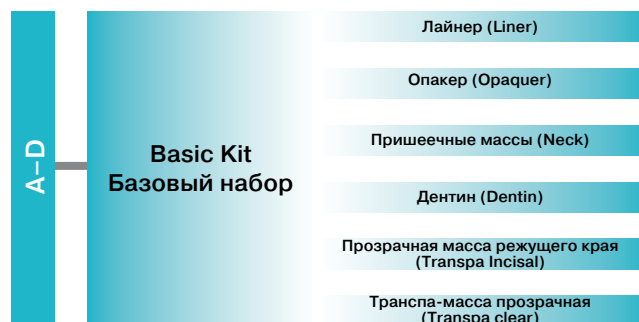 A–D
Basic Kit
Базовый набор
Лайнер (Liner)
Опакер (Opaquer)
Пришеечные массы (Neck)
Дентин (Dentin)
Прозрачная масса режущего края
(Transpa Incisal)
Транспа-масса прозрачная
(Transpa clear)